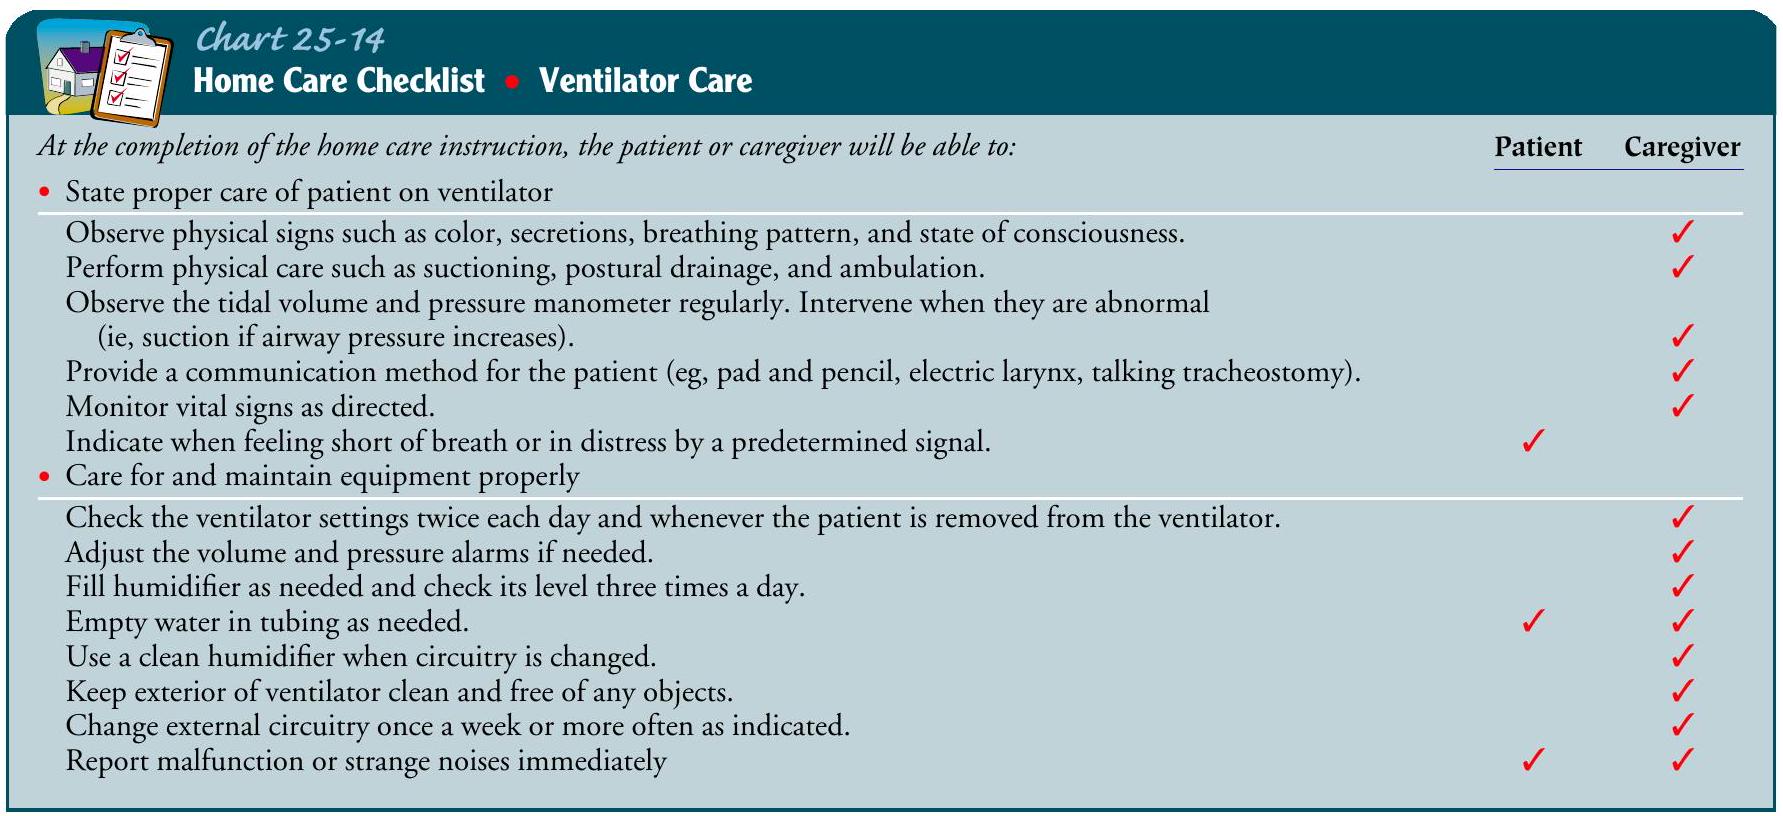 Chart 25-14
Home Care Checklist • Ventilator Care
At the completion of the home care instruction, the patient or caregiver will be able to: Patient Caregiver
• State proper care of patient on ventilator
Observe physical signs such as color, secretions, breathing pattern, and state of consciousness. ✓
Perform physical care such as suctioning, postural drainage, and ambulation. ✓
Observe the tidal volume and pressure manometer regularly. Intervene when they are abnormal
(ie, suction if airway pressure increases). ✓
Provide a communication method for the patient (eg, pad and pencil, electric larynx, talking tracheostomy). ✓
Monitor vital signs as directed. ✓
Indicate when feeling short of breath or in distress by a predetermined signal. ✓
• Care for and maintain equipment properly
Check the ventilator settings twice each day and whenever the patient is removed from the ventilator. ✓
Adjust the volume and pressure alarms if needed. ✓
Fill humidifier as needed and check its level three times a day. ✓
Empty water in tubing as needed. ✓ ✓
Use a clean humidifier when circuitry is changed. ✓
Keep exterior of ventilator clean and free of any objects. ✓
Change external circuitry once a week or more often as indicated. ✓
Report malfunction or strange noises immediately ✓ ✓